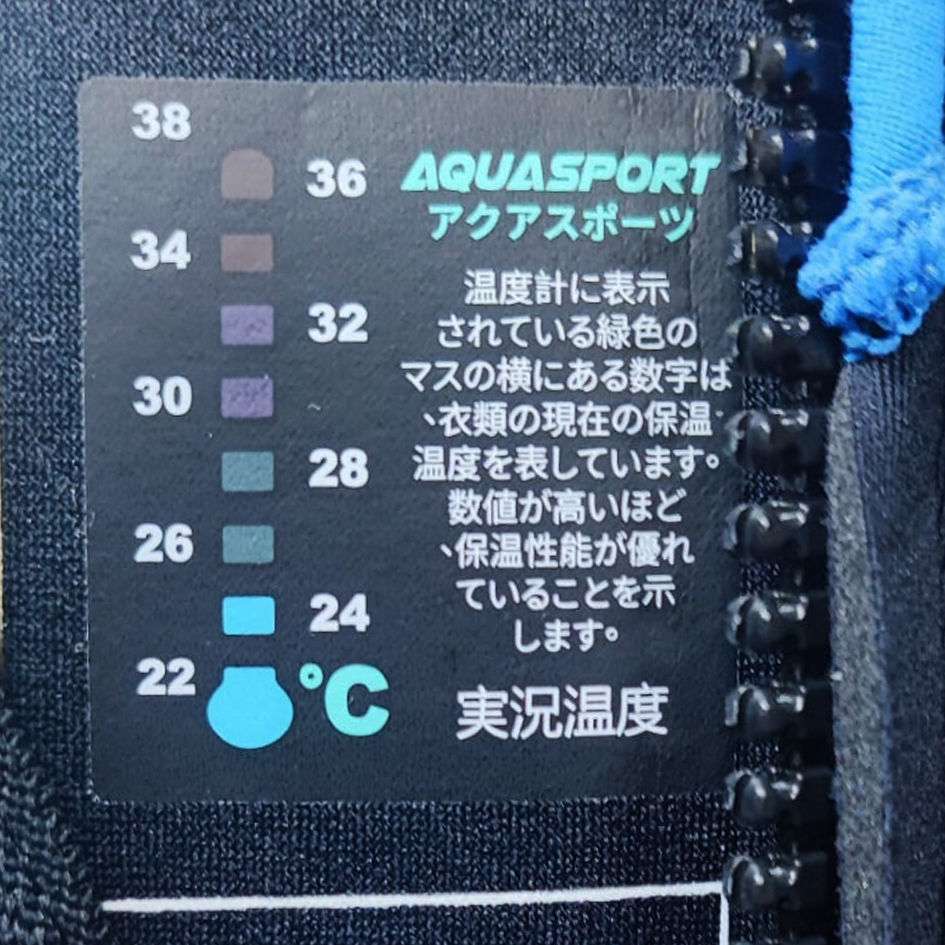 38
36
34
32
30
28
26
24
22
°C
AQUASPORT
アクアスポーツ
温度計に表示
されている緑色の
マスの横にある数字は
、衣類の現在の保温
温度を表しています。
数値が高いほど
、保温性能が優れ
ていることを示
します。
実況温度